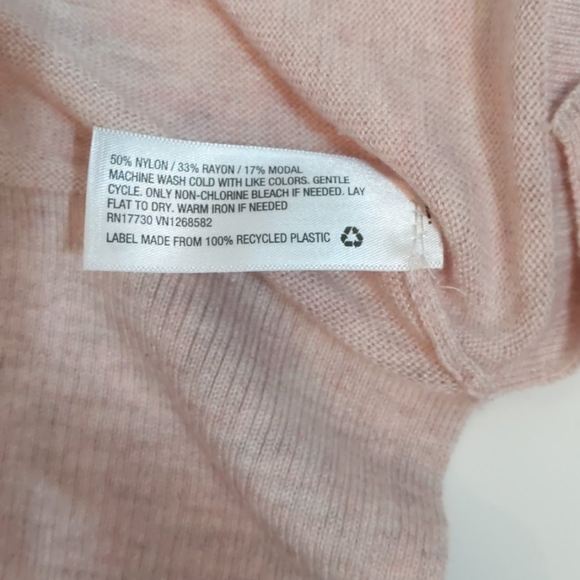 50% NYLON / 33% RAYON / 17% MODAL
MACHINE WASH COLD WITH LIKE COLORS. GENTLE
CYCLE. ONLY NON-CHLORINE BLEACH IF NEEDED. LAY
FLAT TO DRY. WARM IRON IF NEEDED
RN17730 VN1268582
LABEL MADE FROM 100% RECYCLED PLASTIC